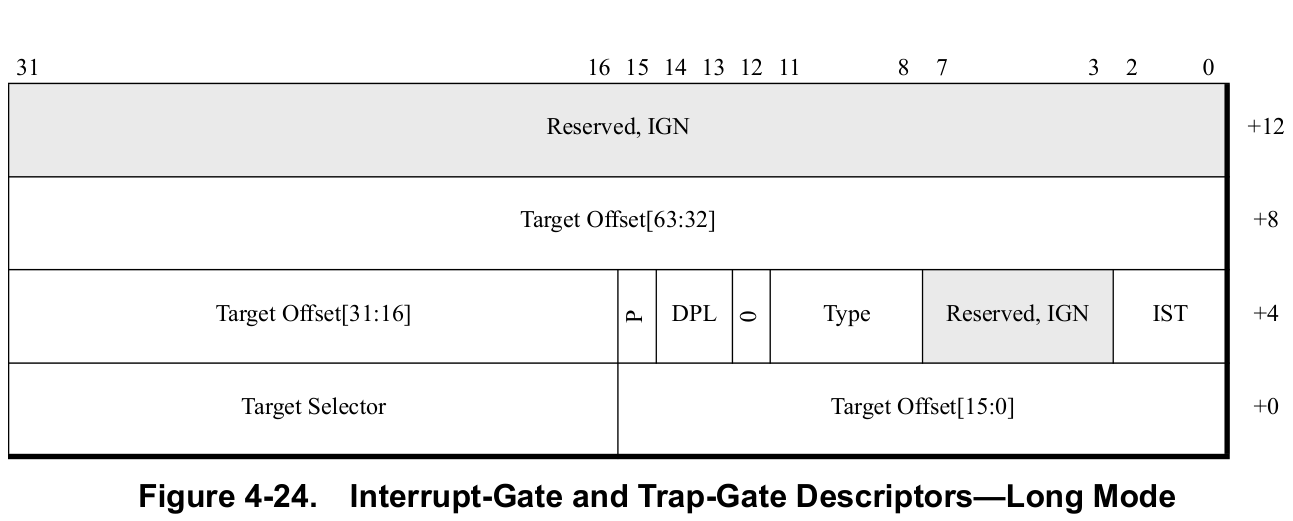 31 16 15 14 13 12 11 8 7 3 2 0
Reserved, IGN +12
Target Offset[63:32] +8
Target Offset[31:16] P DPL 0 Type Reserved, IGN IST +4
Target Selector Target Offset[15:0] +0
Figure 4-24. Interrupt-Gate and Trap-Gate Descriptors—Long Mode